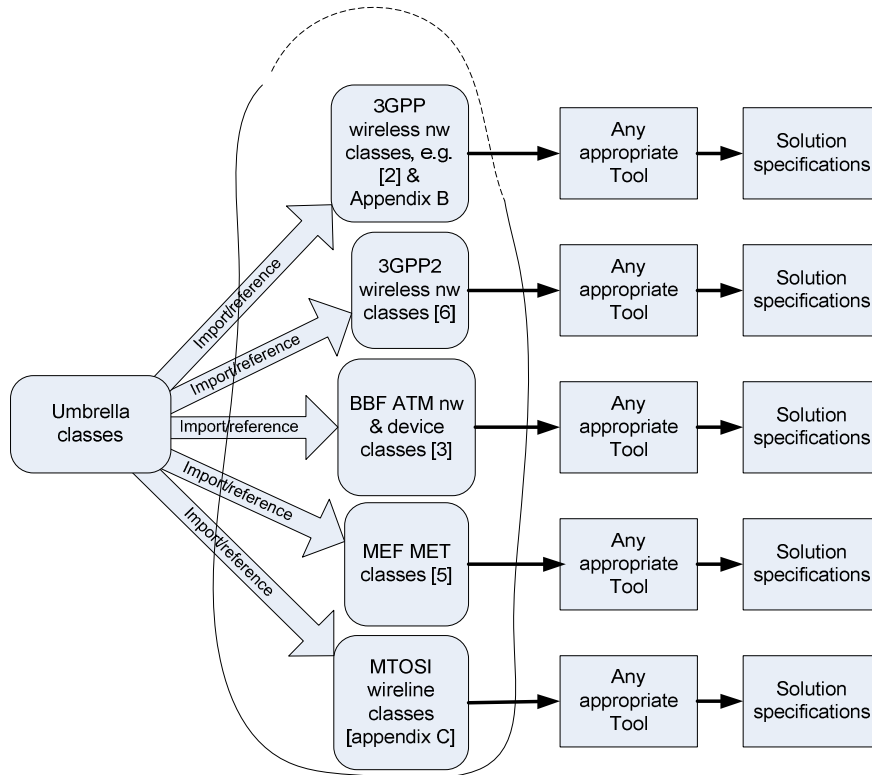 3GPP
wireless nw
classes, e.g.
[2] &
Appendix B
Any
appropriate
Tool
Solution
specifications
Import/reference
3GPP2
wireless nw
classes [6]
Any
appropriate
Tool
Solution
specifications
Import/reference
Umbrella
classes
Import/reference
BBF ATM nw
& device
classes [3]
Any
appropriate
Tool
Solution
specifications
Import/reference
MEF MET
classes [5]
Any
appropriate
Tool
Solution
specifications
Import/reference
MTOSI
wireline
classes
[appendix C]
Any
appropriate
Tool
Solution
specifications